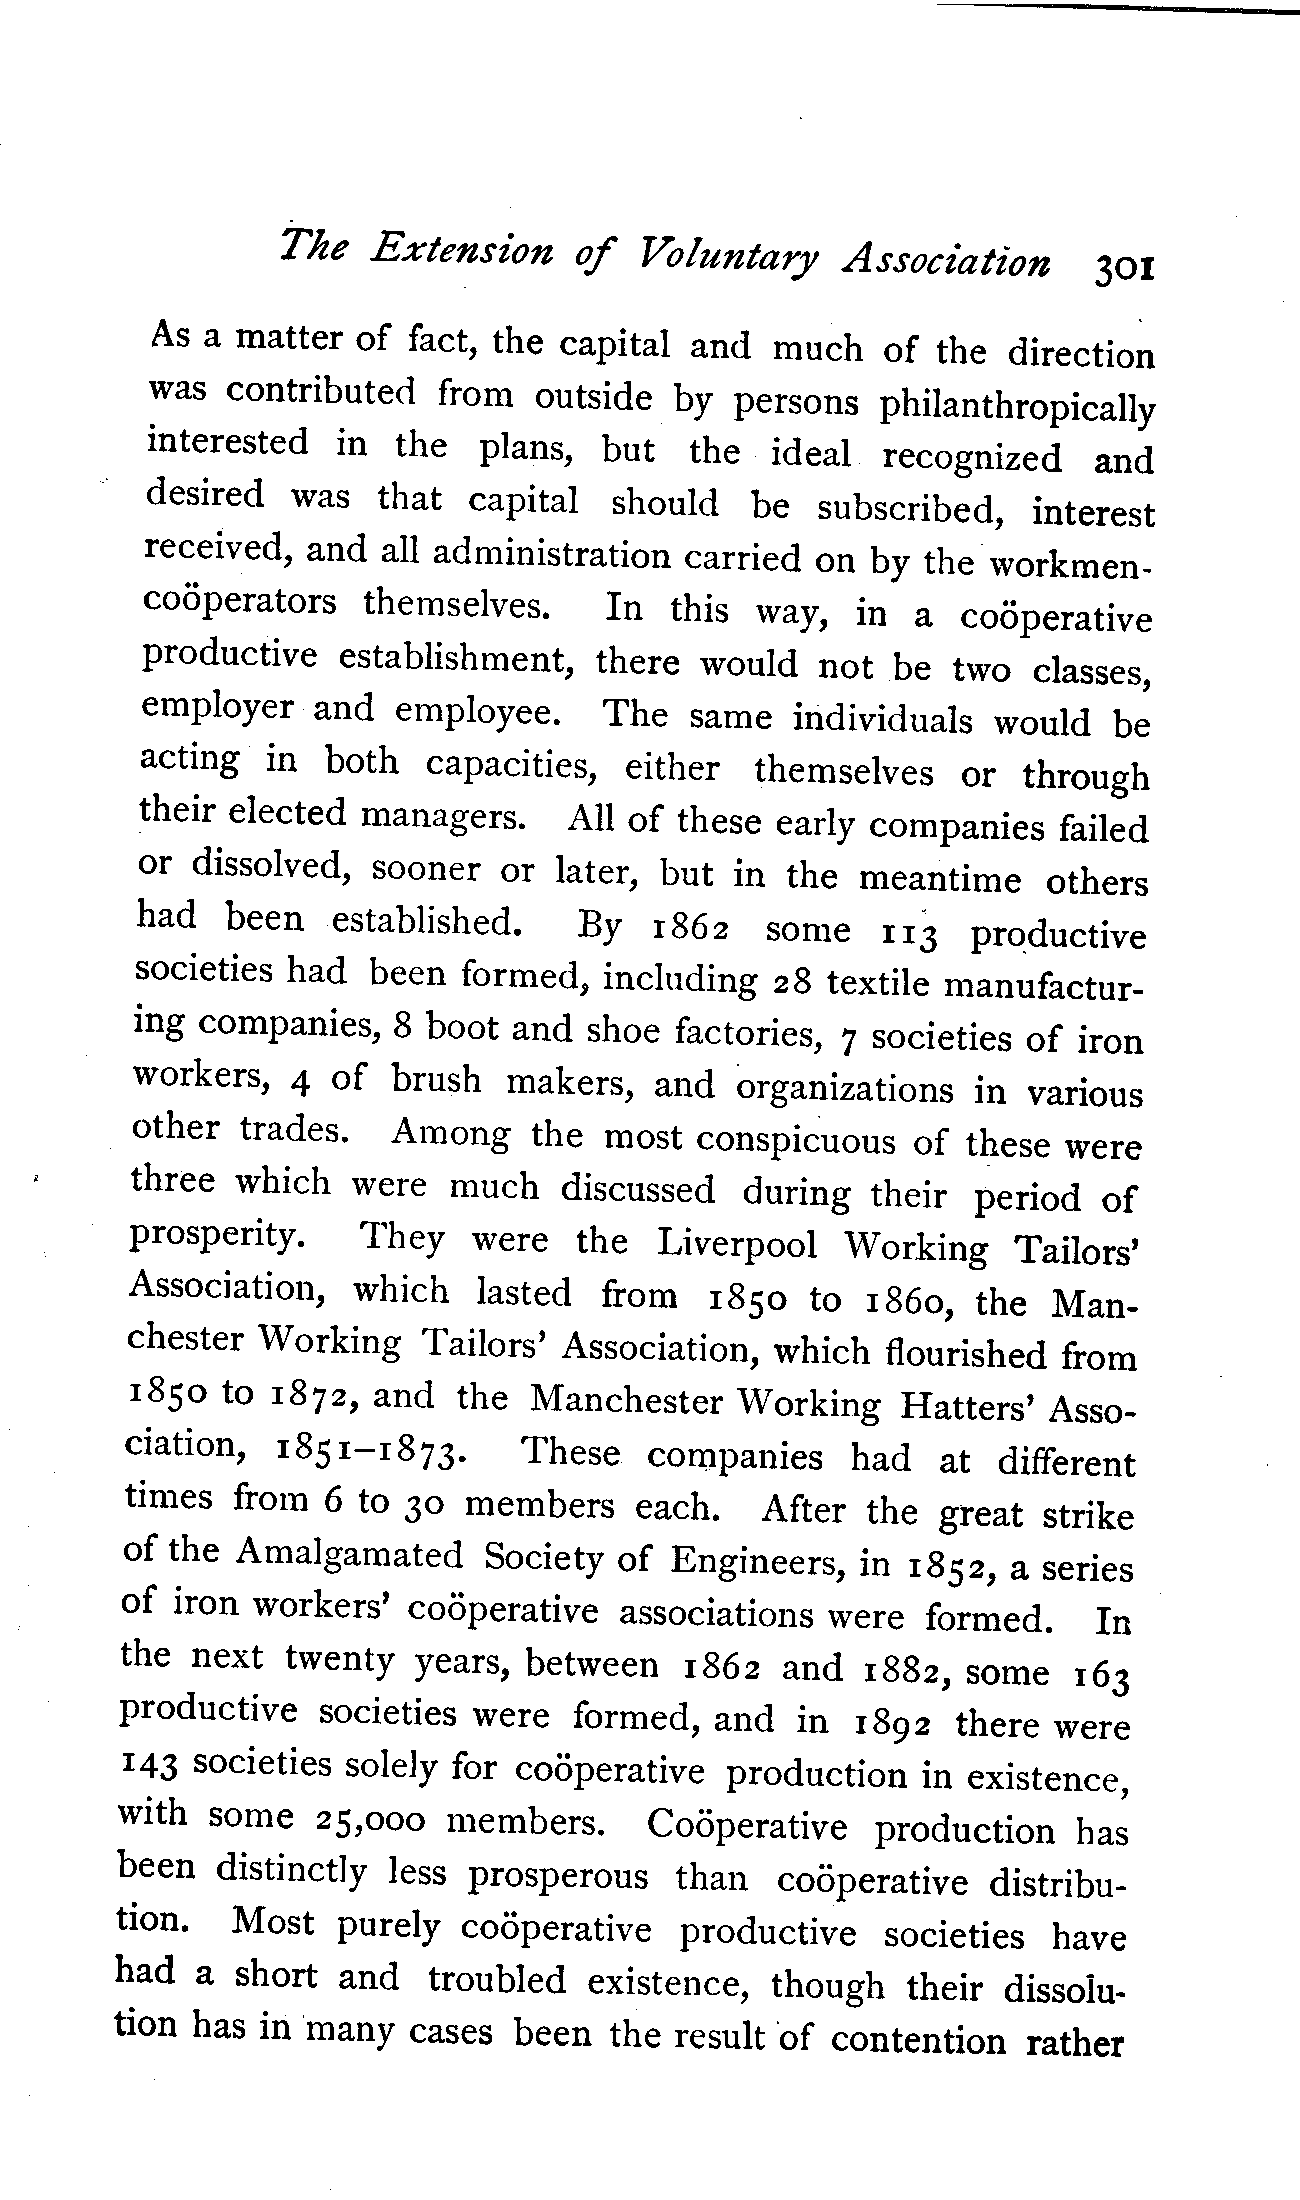 The Extension of Voluntary Association 301
As a matter of fact, the capital and much of the direction
was contributed from outside by persons philanthropically
interested in the plans, but the ideal recognized and
desired was that capital should be subscribed, interest
received, and all administration carried on by the workmen-
coöperators themselves. In this way, in a coöperative
productive establishment, there would not be two classes,
employer and employee. The same individuals would be
acting in both capacities, either themselves or through
their elected managers. All of these early companies failed
or dissolved, sooner or later, but in the meantime others
had been established. By 1862 some 113 productive
societies had been formed, including 28 textile manufactur-
ing companies, 8 boot and shoe factories, 7 societies of iron
workers, 4 of brush makers, and organizations in various
other trades. Among the most conspicuous of these were
three which were much discussed during their period of
prosperity. They were the Liverpool Working Tailors'
Association, which lasted from 1850 to 1860, the Man-
chester Working Tailors' Association, which flourished from
1850 to 1872, and the Manchester Working Hatters' Asso-
ciation, 1851–1873. These companies had at different
times from 6 to 30 members each. After the great strike
of the Amalgamated Society of Engineers, in 1852, a series
of iron workers' coöperative associations were formed. In
the next twenty years, between 1862 and 1882, some 163
productive societies were formed, and in 1892 there were
143 societies solely for coöperative production in existence,
with some 25,000 members. Coöperative production has
been distinctly less prosperous than coöperative distribu-
tion. Most purely coöperative productive societies have
had a short and troubled existence, though their dissolu-
tion has in many cases been the result of contention rather